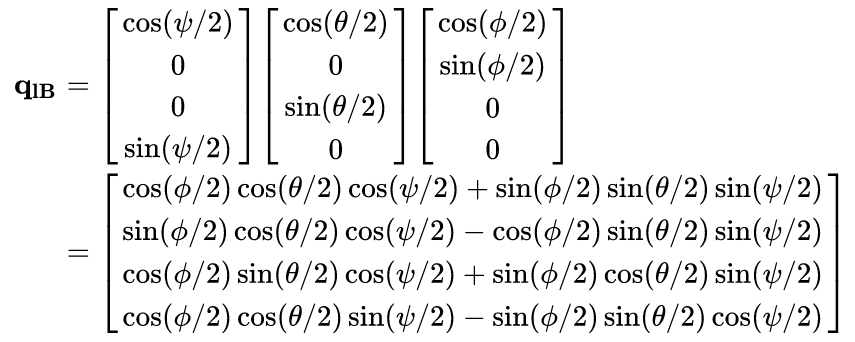 q_{IB} = [cos(ψ/2) 0 0 sin(ψ/2)] [cos(θ/2) 0 sin(θ/2) 0] [cos(ϕ/2) sin(ϕ/2) 0 0]
= [cos(ϕ/2) cos(θ/2) cos(ψ/2) + sin(ϕ/2) sin(θ/2) sin(ψ/2)
sin(ϕ/2) cos(θ/2) cos(ψ/2) − cos(ϕ/2) sin(θ/2) sin(ψ/2)
cos(ϕ/2) sin(θ/2) cos(ψ/2) + sin(ϕ/2) cos(θ/2) sin(ψ/2)
cos(ϕ/2) cos(θ/2) sin(ψ/2) − sin(ϕ/2) sin(θ/2) cos(ψ/2)]